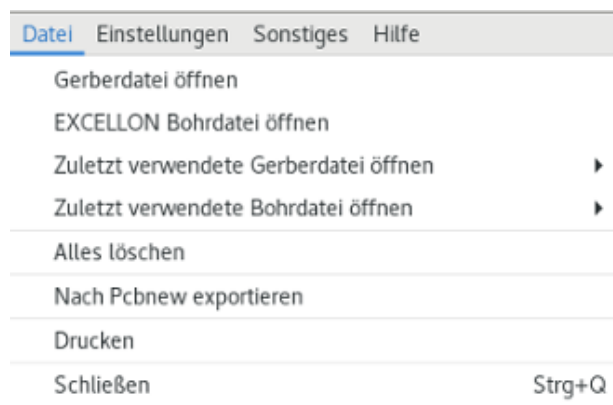 Datei Einstellungen Sonstiges Hilfe
Gerberdatei öffnen
EXCELLON Bohrdatei öffnen
Zuletzt verwendete Gerberdatei öffnen
Zuletzt verwendete Bohrdatei öffnen
Alles löschen
Nach Pcbnew exportieren
Drucken
Schließen Strg+Q